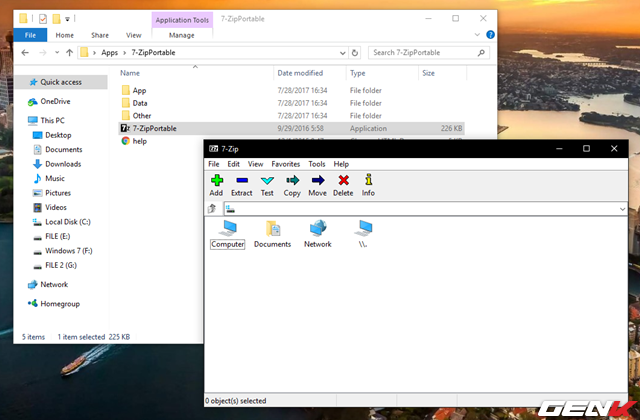 Application Tools
7-ZipPortable
File Home Share View Manage
Apps 7-ZipPortable
Search 7-ZipPortable
Name Date modified Type Size
Quick access
OneDrive
This PC
Desktop
Documents
Downloads
Music
Pictures
Videos
Local Disk (C:)
FILE (E:)
Windows 7 (F:)
FILE 2 (G:)
Network
Homegroup
App 7/28/2017 16:34 File folder
Data 7/28/2017 16:34 File folder
Other 7/28/2017 16:34 File folder
7-ZipPortable 9/29/2016 5:58 Application 226 KB
help
5 items 1 item selected 225 KB
7-Zip
File Edit View Favorites Tools Help
Add Extract Test Copy Move Delete Info
Computer Documents Network \\.
0 object(s) selected
GENK